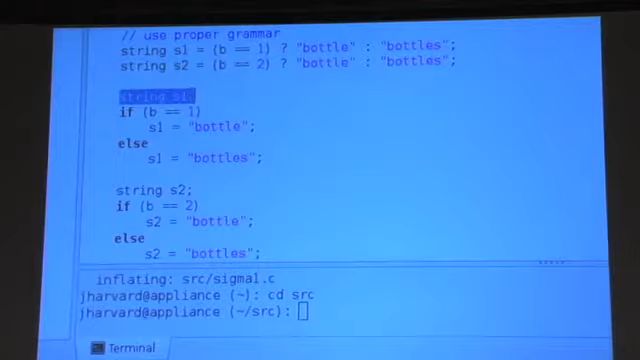 // use proper grammar
string s1 = (b == 1) ? "bottle" : "bottles";
string s2 = (b == 2) ? "bottle" : "bottles";
string s1;
if (b == 1)
s1 = "bottle";
else
s1 = "bottles";
string s2;
if (b == 2)
s2 = "bottle";
else
s2 = "bottles";
inflating: src/sigma1.c
jharvard@appliance (~): cd src
jharvard@appliance (~/src):
Terminal